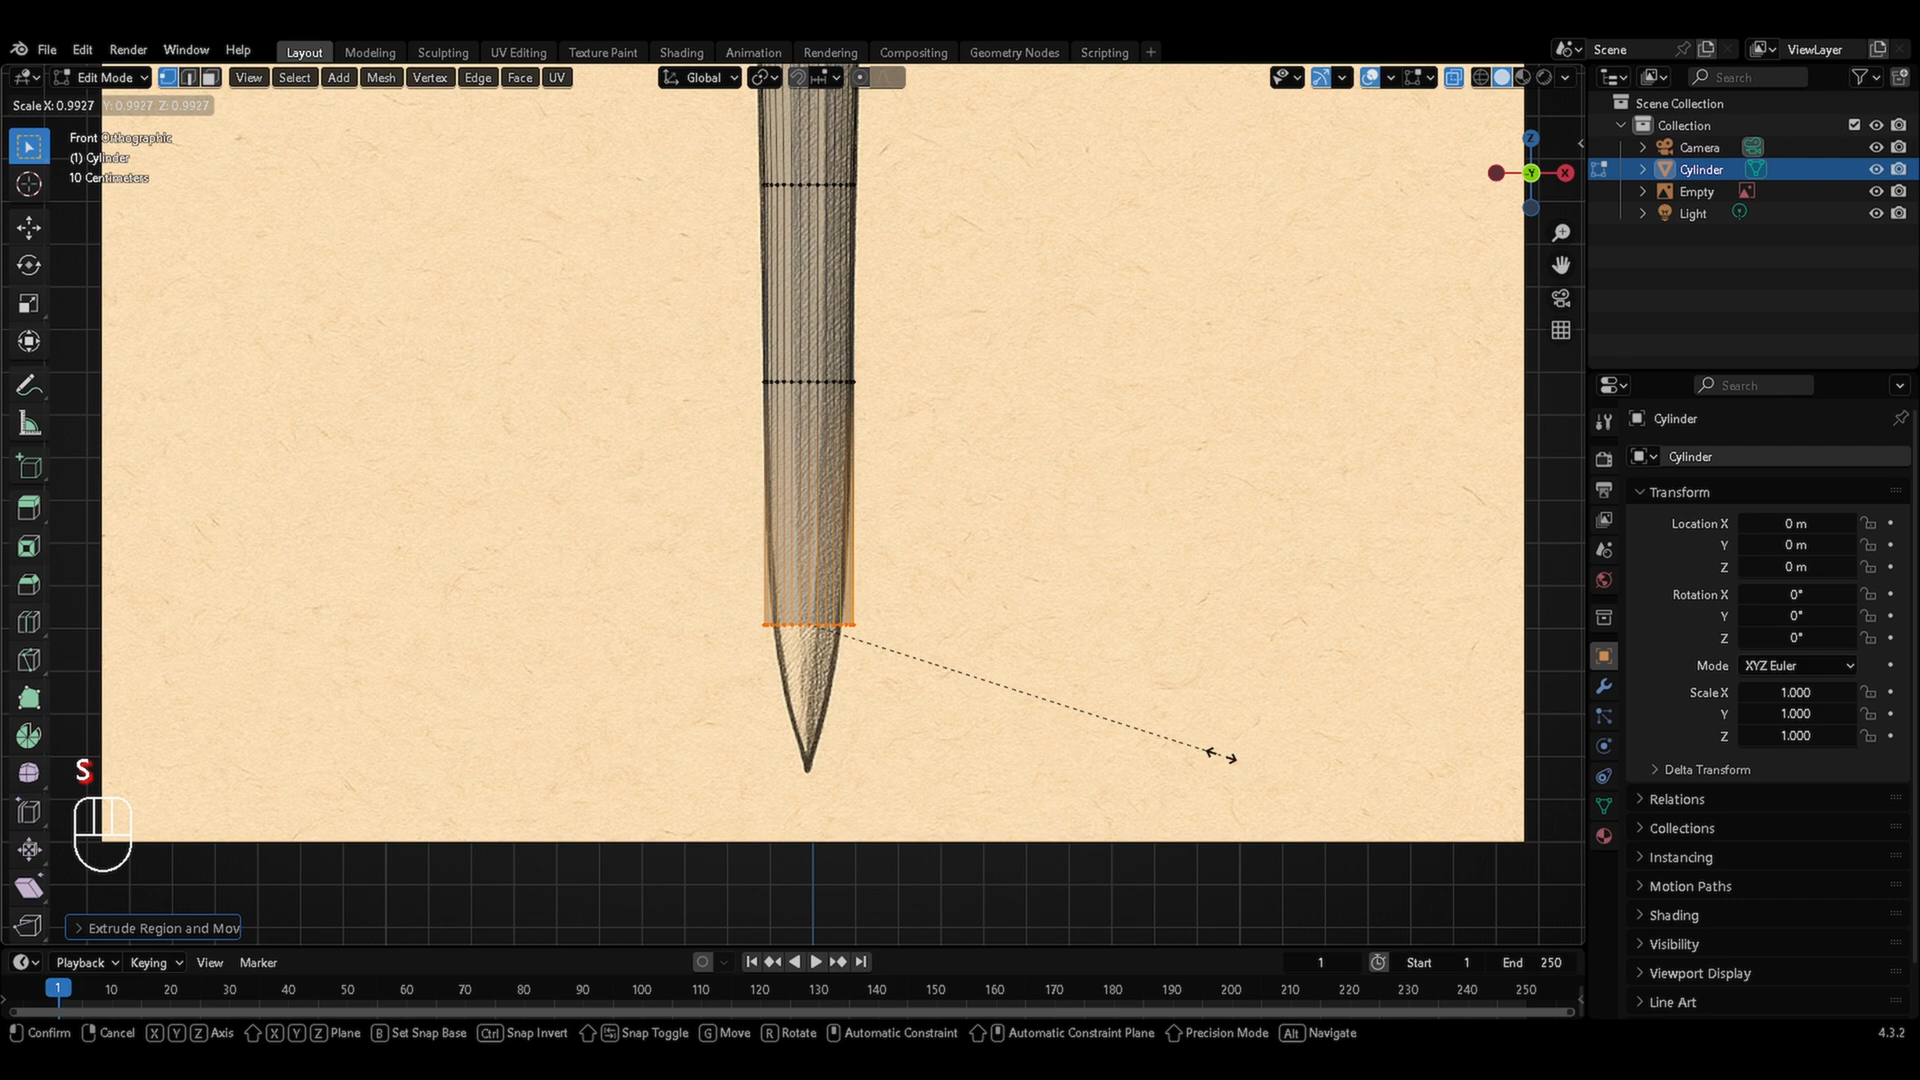 File Edit Render Window Help Layout Modeling Sculpting UV Editing Texture Paint Shading Animation Rendering Compositing Geometry Nodes Scripting + Scene ViewLayer
Edit Mode View Select Add Mesh Vertex Edge Face UV Global Search
Scale X: 0.9927 Y: 0.9927 Z: 0.9927
Front Orthographic
(1) Cylinder
10 Centimeters
Z
-Y
X
Scene Collection
Collection
Camera
Cylinder
Empty
Light
Search
Cylinder
Cylinder
Transform
Location X 0 m
Y 0 m
Z 0 m
Rotation X 0°
Y 0°
Z 0°
Mode XYZ Euler
Scale X 1.000
Y 1.000
Z 1.000
Delta Transform
Relations
Collections
Instancing
Motion Paths
Shading
Visibility
Viewport Display
Line Art
S
Extrude Region and Mov
Playback Keying View Marker 1 Start 1 End 250
1 10 20 30 40 50 60 70 80 90 100 110 120 130 140 150 160 170 180 190 200 210 220 230 240 250
Confirm Cancel X Y Z Axis X Y Z Plane B Set Snap Base Ctrl Snap Invert Snap Toggle G Move R Rotate Automatic Constraint Automatic Constraint Plane Precision Mode Alt Navigate 4.3.2